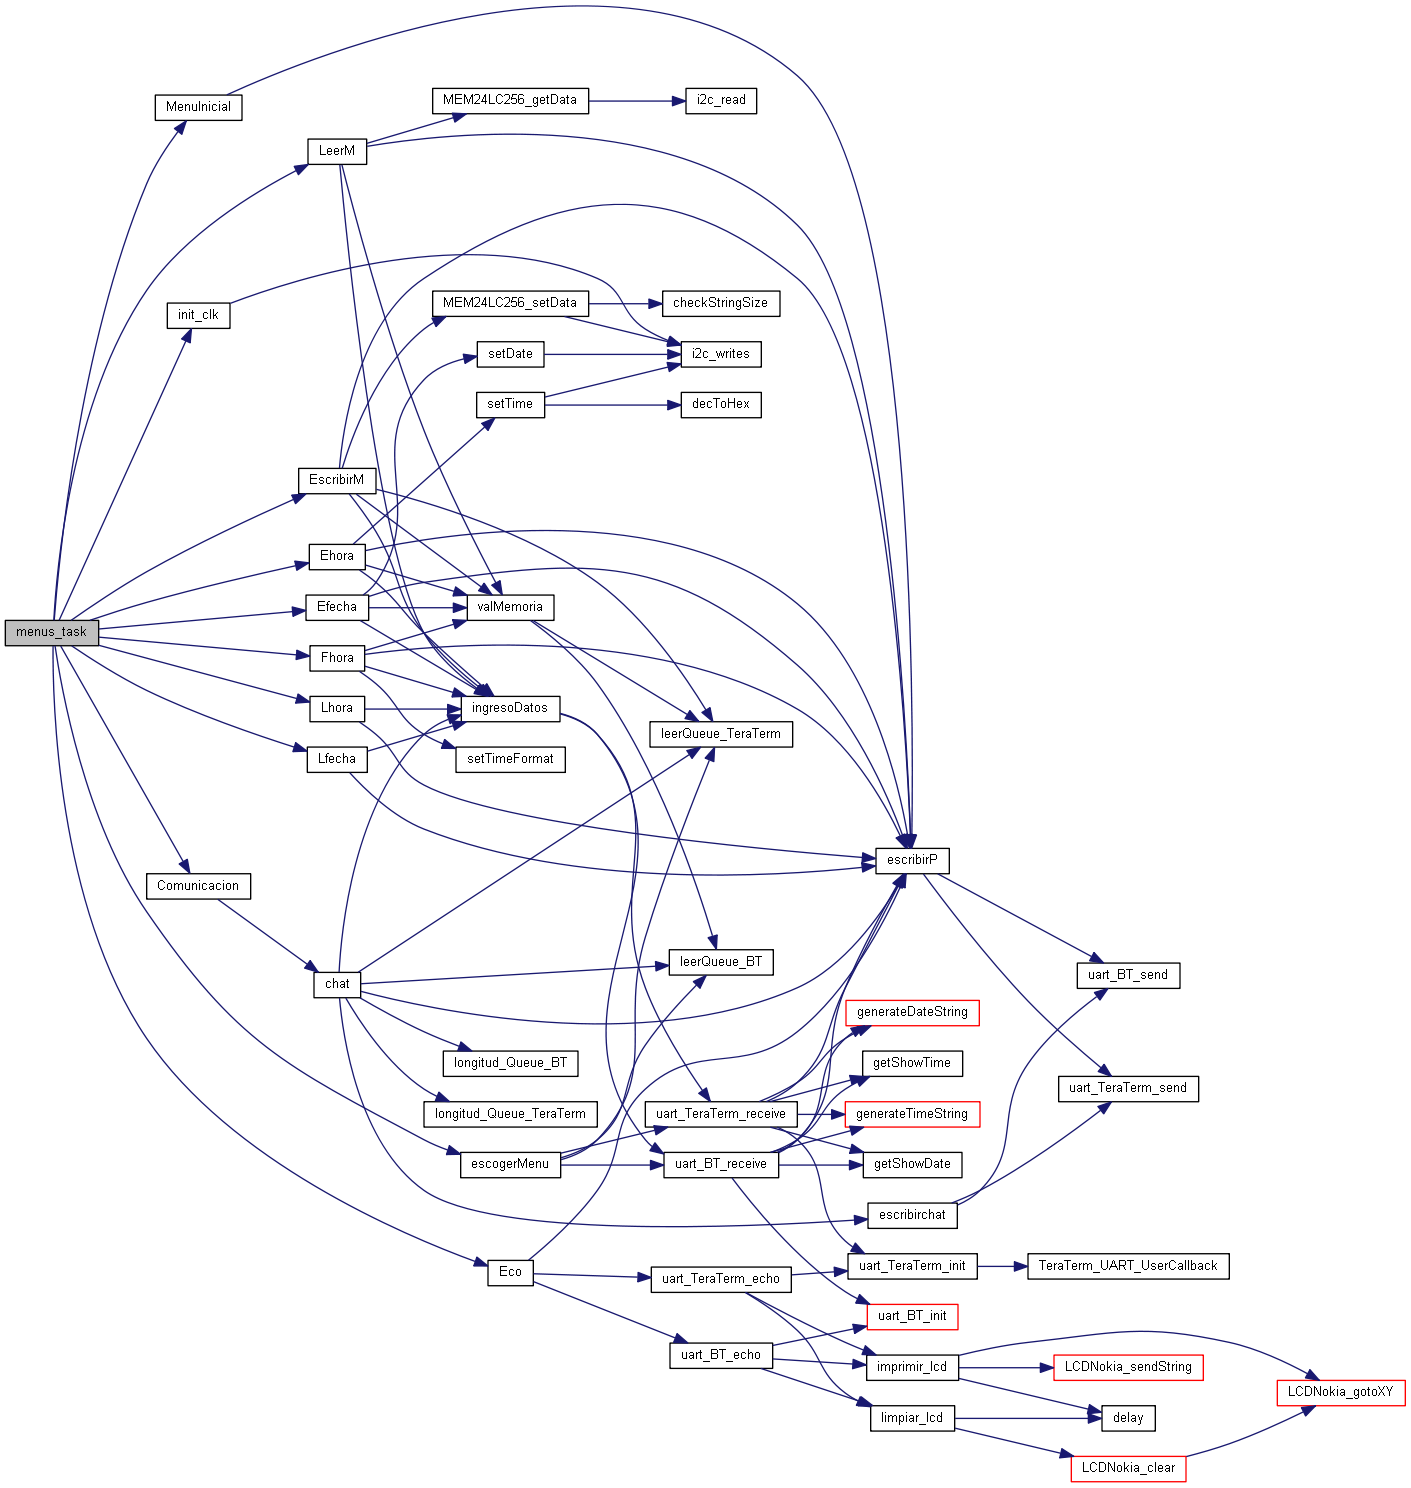 MenuInicial
MEM24LC256_getData
i2c_read
LeerM
init_clk
MEM24LC256_setData
checkStringSize
setDate
i2c_writes
setTime
decToHex
EscribirM
Ehora
Efecha
valMemoria
menus_task
Fhora
Lhora
ingresoDatos
leerQueue_TeraTerm
Lfecha
setTimeFormat
escribirP
Comunicacion
leerQueue_BT
uart_BT_send
chat
generateDateString
longitud_Queue_BT
getShowTime
uart_TeraTerm_send
longitud_Queue_TeraTerm
uart_TeraTerm_receive
generateTimeString
escogerMenu
uart_BT_receive
getShowDate
escribirchat
Eco
uart_TeraTerm_echo
uart_TeraTerm_init
TeraTerm_UART_UserCallback
uart_BT_init
uart_BT_echo
imprimir_lcd
LCDNokia_sendString
LCDNokia_gotoXY
limpiar_lcd
delay
LCDNokia_clear